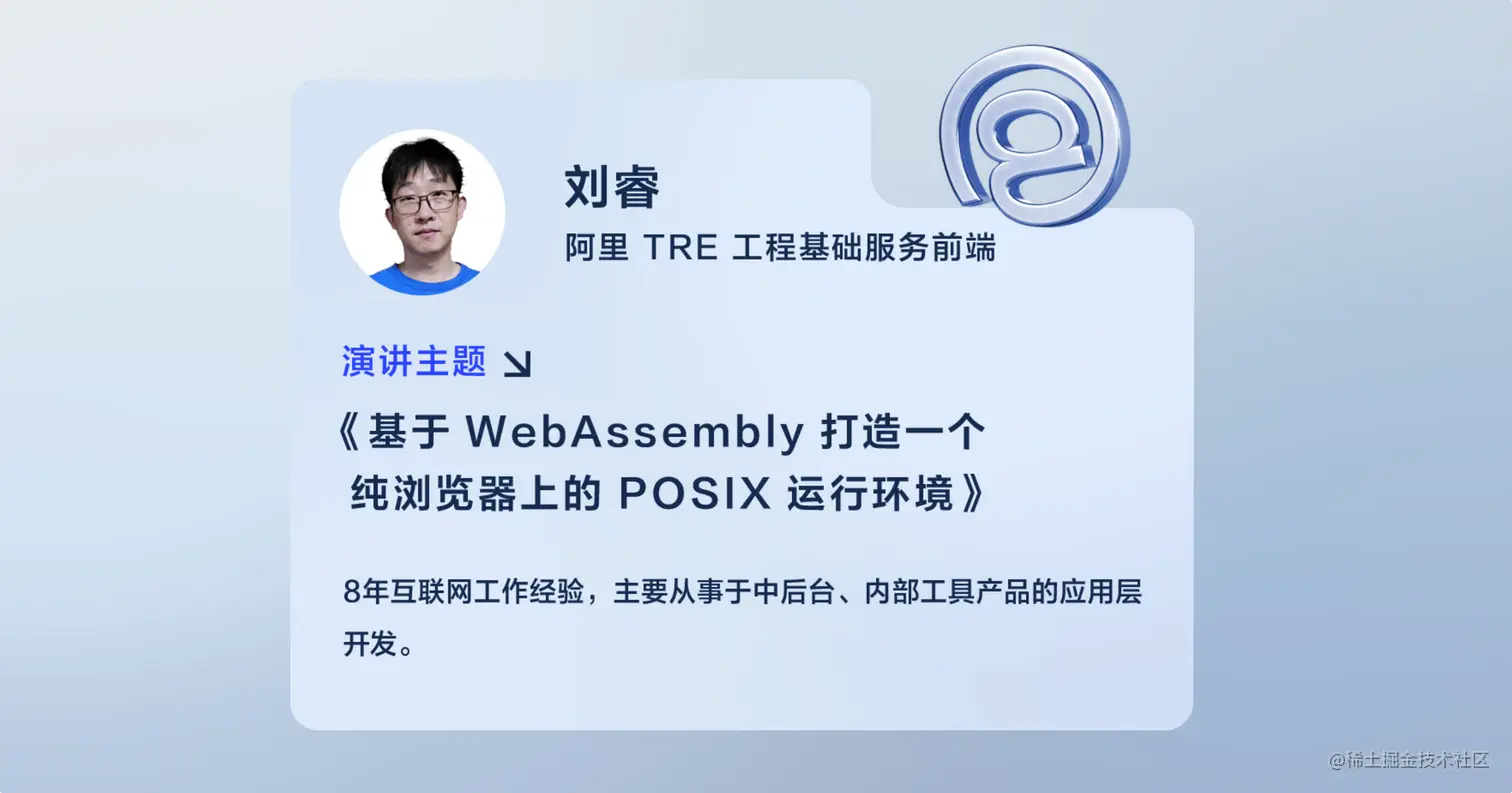 刘睿
阿里 TRE 工程基础服务前端
演讲主题
《基于 WebAssembly 打造一个
纯浏览器上的 POSIX 运行环境》
8年互联网工作经验，主要从事于中后台、内部工具产品的应用层
开发。
@稀土掘金技术社区